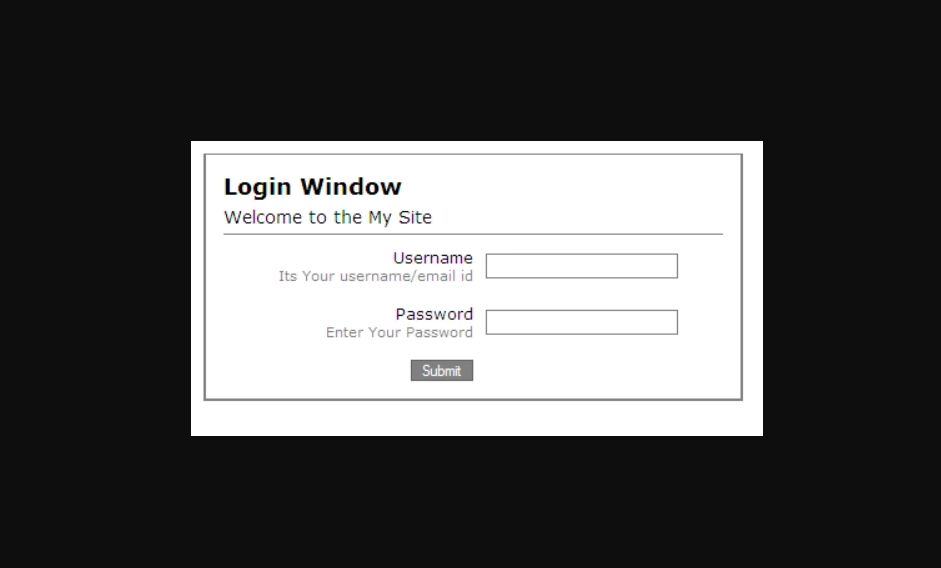 Login Window
Welcome to the My Site
Username
Its Your username/email id
Password
Enter Your Password
Submit